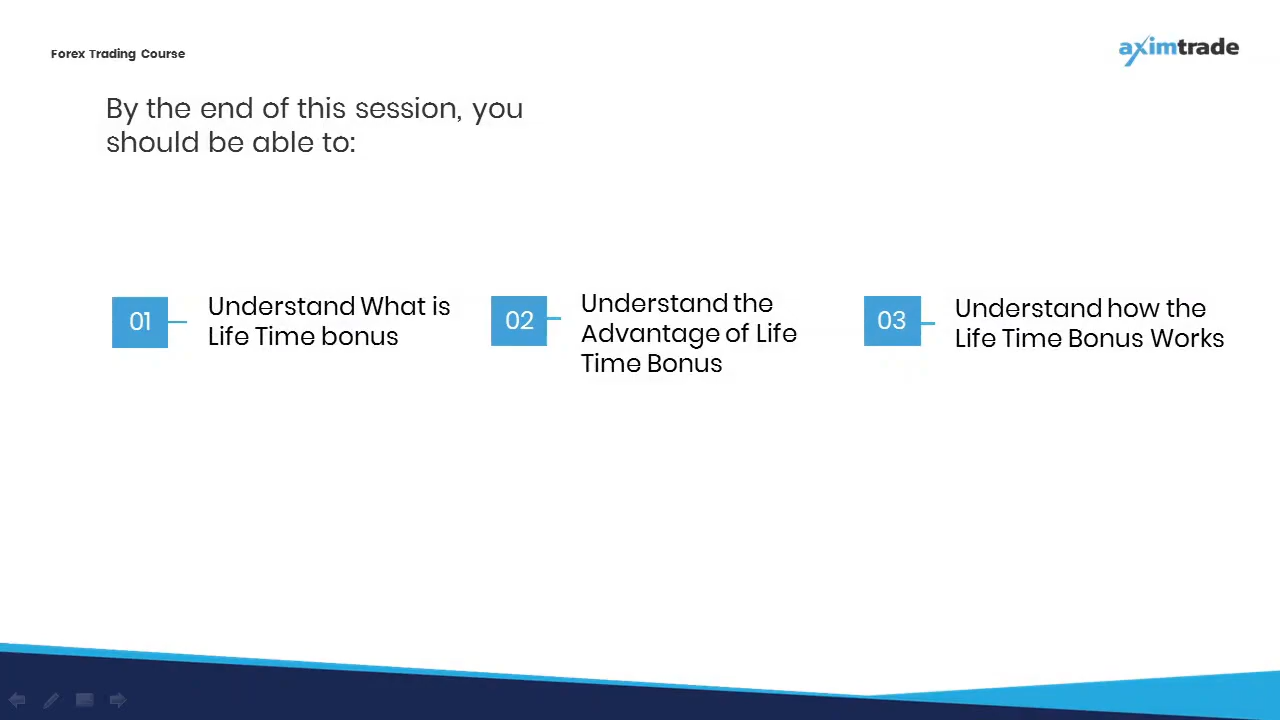 Forex Trading Course
aximtrade
By the end of this session, you
should be able to:
01
Understand What is
Life Time bonus
02
Understand the
Advantage of Life
Time Bonus
03
Understand how the
Life Time Bonus Works